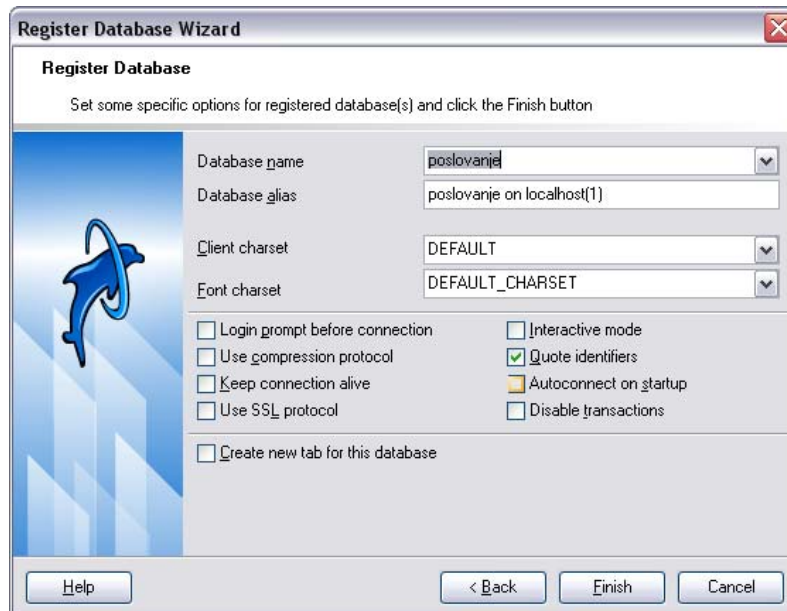 Register Database Wizard
Register Database
Set some specific options for registered database(s) and click the Finish button
Database name poslovanje
Database alias poslovanje on localhost(1)
Client charset DEFAULT
Font charset DEFAULT_CHARSET
Login prompt before connection Interactive mode
Use compression protocol Quote identifiers
Keep connection alive Autoconnect on startup
Use SSL protocol Disable transactions
Create new tab for this database
Help < Back Finish Cancel